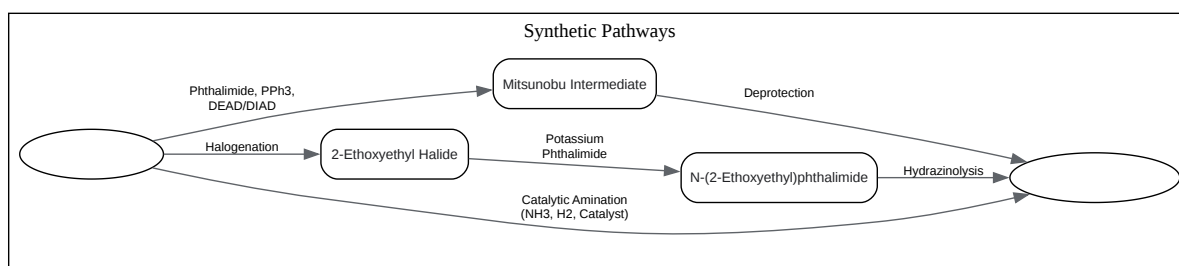 Synthetic Pathways
Mitsunobu Intermediate
Phthalimide, PPh3,
DEAD/DIAD
Deprotection
Halogenation
2-Ethoxyethyl Halide
Potassium
Phthalimide
N-(2-Ethoxyethyl)phthalimide
Hydrazinolysis
Catalytic Amination
(NH3, H2, Catalyst)